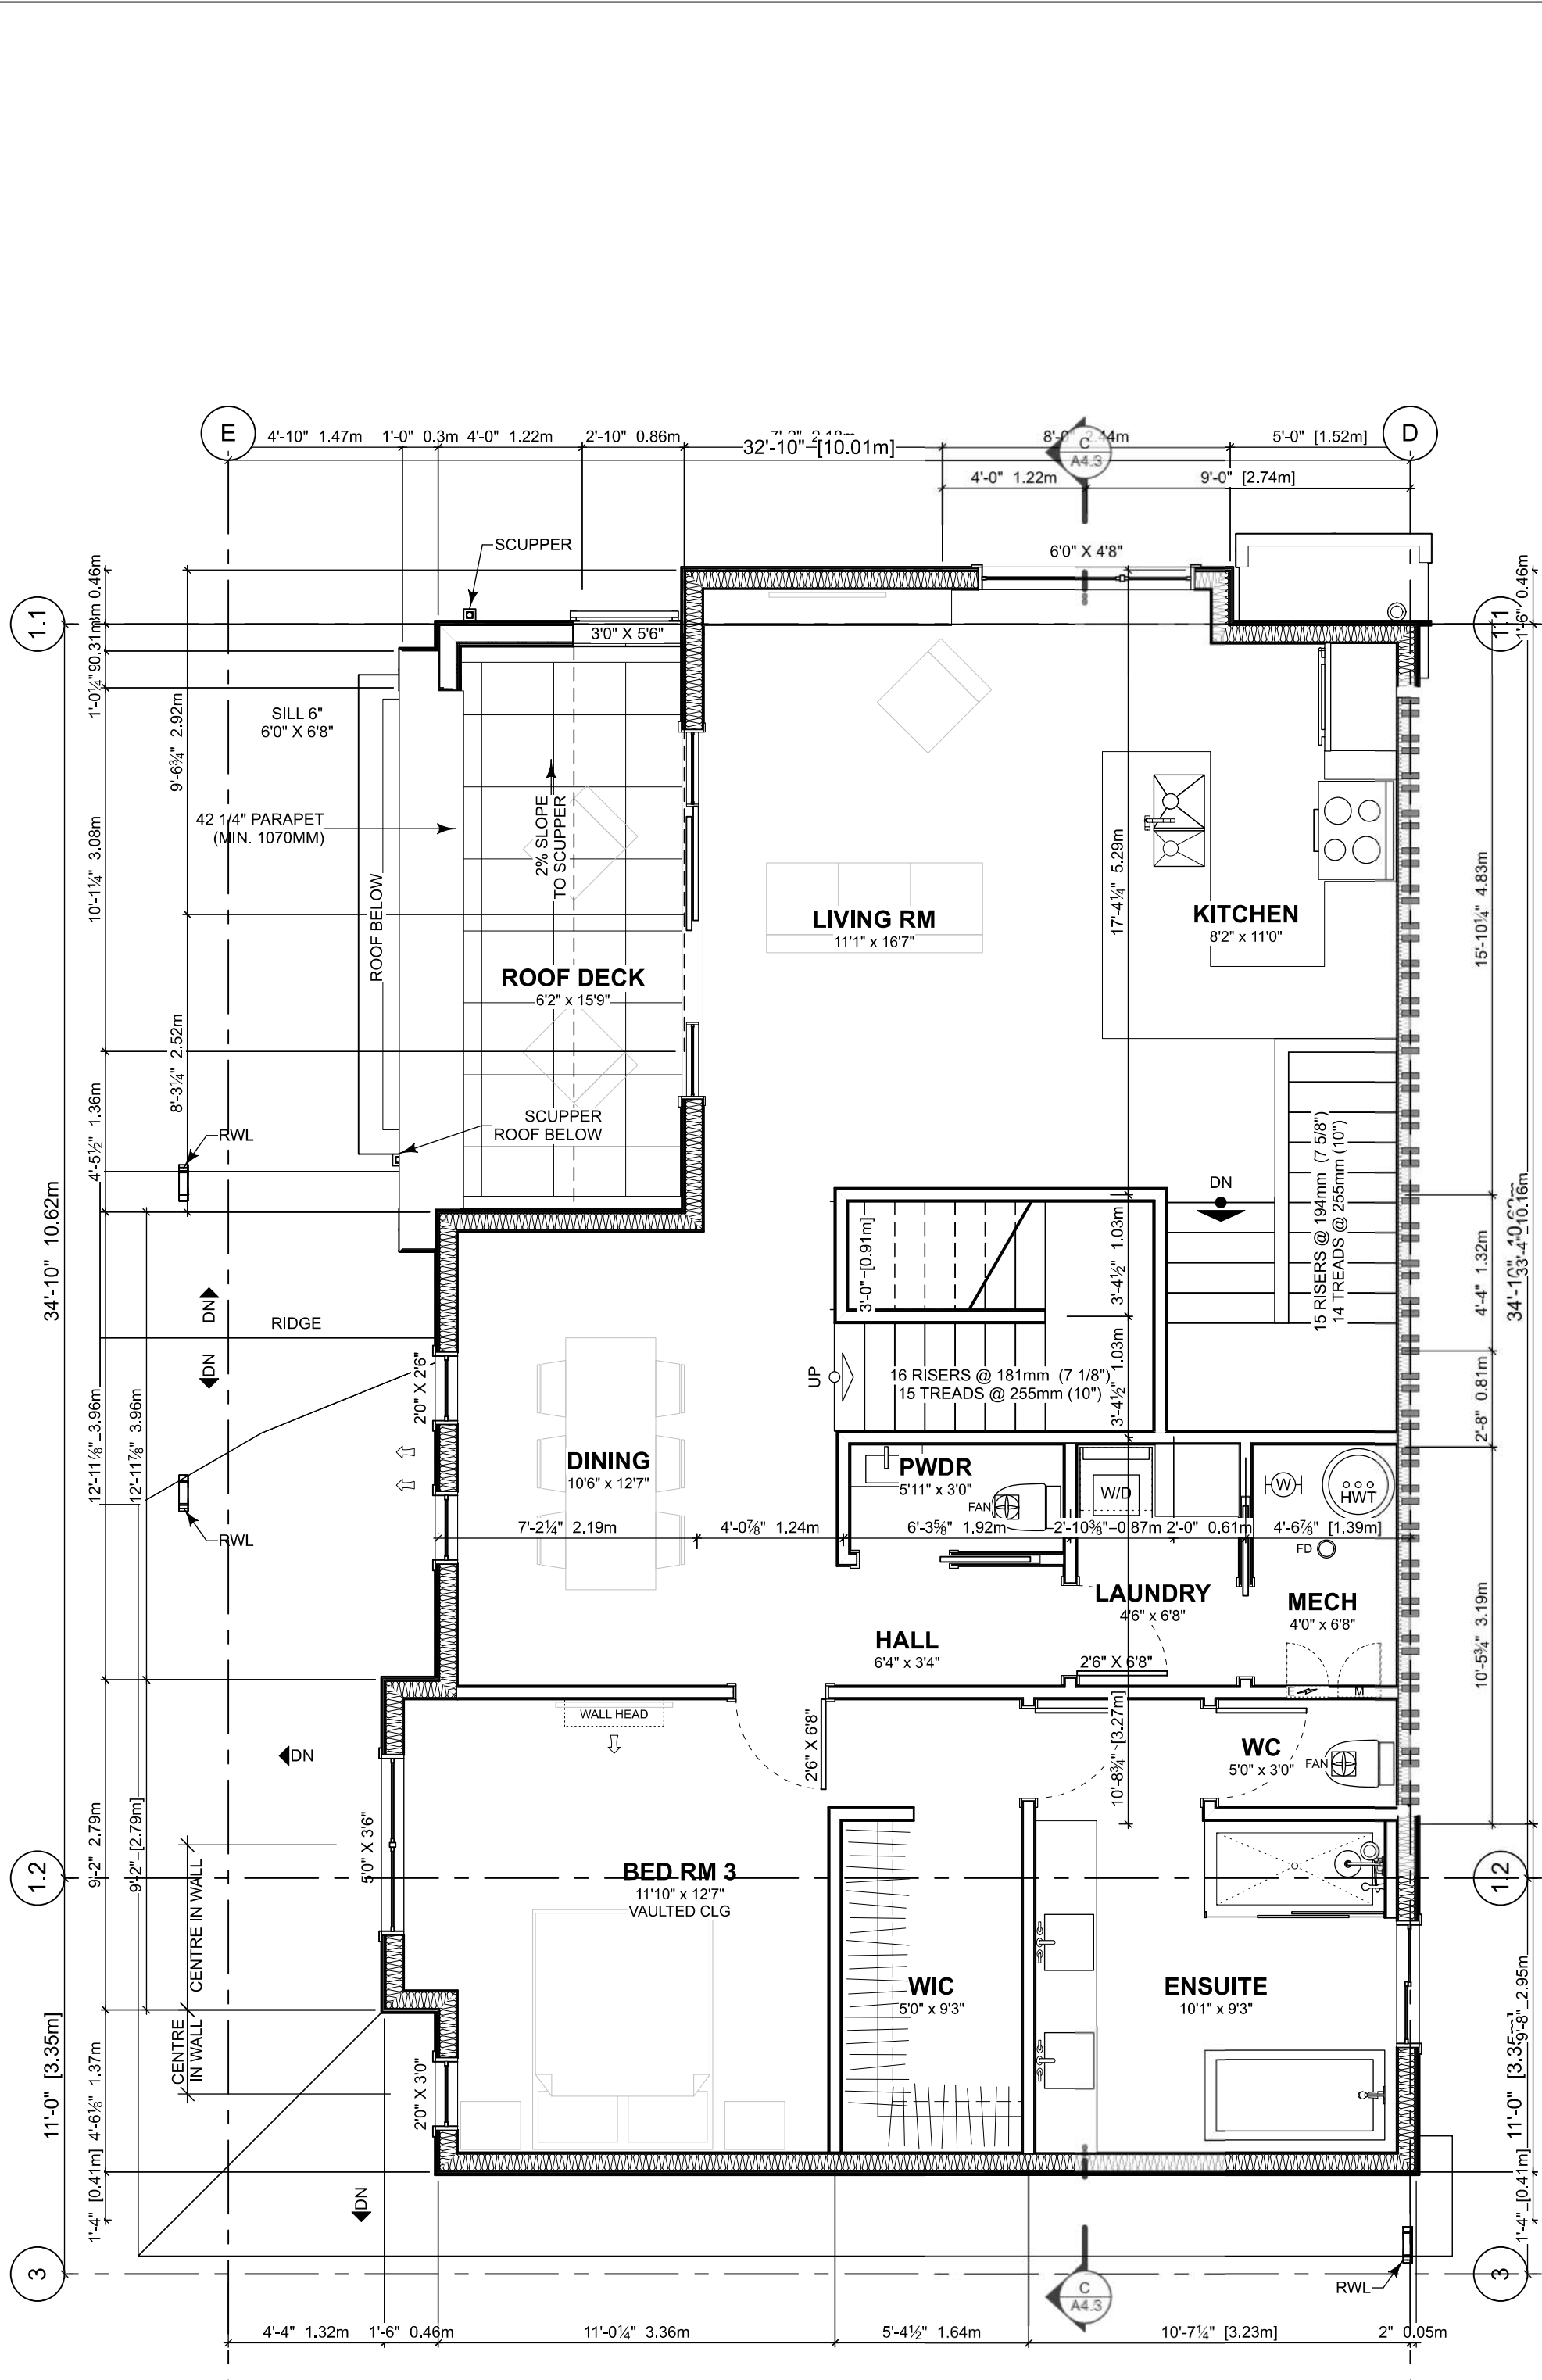 E
4'-10" 1.47m
1'-0" 0.3m
4'-0" 1.22m
2'-10" 0.86m
32'-10" [10.01m]
5'-0" [1.52m]
D
C
A4.3
4'-0" 1.22m
9'-0" [2.74m]
SCUPPER
6'0" X 4'8"
1.1
1.1
3'0" X 5'6"
1'-6" 0.46m
SILL 6"
6'0" X 6'8"
9'-6¾" 2.92m
42 1/4" PARAPET
(MIN. 1070MM)
10'-1¼" 3.08m
ROOF BELOW
2% SLOPE
TO SCUPPER
17'-4¼" 5.29m
15'-10¼" 4.83m
LIVING RM
11'1" x 16'7"
KITCHEN
8'2" x 11'0"
ROOF DECK
6'2" x 15'9"
8'-3¼" 2.52m
4'-5½" 1.36m
SCUPPER
ROOF BELOW
RWL
15 RISERS @ 194mm (7 5/8")
14 TREADS @ 255mm (10")
DN
34'-10" 10.62m
3'-0" [0.91m]
3'-4½" 1.03m
4'-4" 1.32m
33'-4" 10.16m
DN
RIDGE
DN
2'0" X 2'6"
UP
16 RISERS @ 181mm (7 1/8")
15 TREADS @ 255mm (10")
3'-4½" 1.03m
2'-8" 0.81m
12'-11⅞" 3.96m
12'-11⅞" 3.96m
DINING
10'6" x 12'7"
PWDR
5'11" x 3'0"
FAN
W/D
W
HWT
RWL
7'-2¼" 2.19m
4'-0⅞" 1.24m
6'-3⅝" 1.92m
2'-10⅜" 0.87m
2'-0" 0.61m
4'-6⅞" [1.39m]
FD
LAUNDRY
4'6" x 6'8"
MECH
4'0" x 6'8"
10'-5¾" 3.19m
HALL
6'4" x 3'4"
2'6" X 6'8"
E
M
WALL HEAD
2'6" X 6'8"
10'-8¾" [3.27m]
WC
5'0" x 3'0"
FAN
DN
5'0" X 3'6"
9'-2" 2.79m
9'-2" [2.79m]
CENTRE IN WALL
1.2
1.2
BED RM 3
11'10" x 12'7"
VAULTED CLG
WIC
5'0" x 9'3"
ENSUITE
10'1" x 9'3"
9'-8" 2.95m
11'-0" [3.35m]
CENTRE
IN WALL
2'0" X 3'0"
4'-6⅛" 1.37m
11'-0" [3.35m]
1'-4" [0.41m]
DN
1'-4" [0.41m]
3
3
RWL
C
A4.3
4'-4" 1.32m
1'-6" 0.46m
11'-0¼" 3.36m
5'-4½" 1.64m
10'-7¼" [3.23m]
2" 0.05m